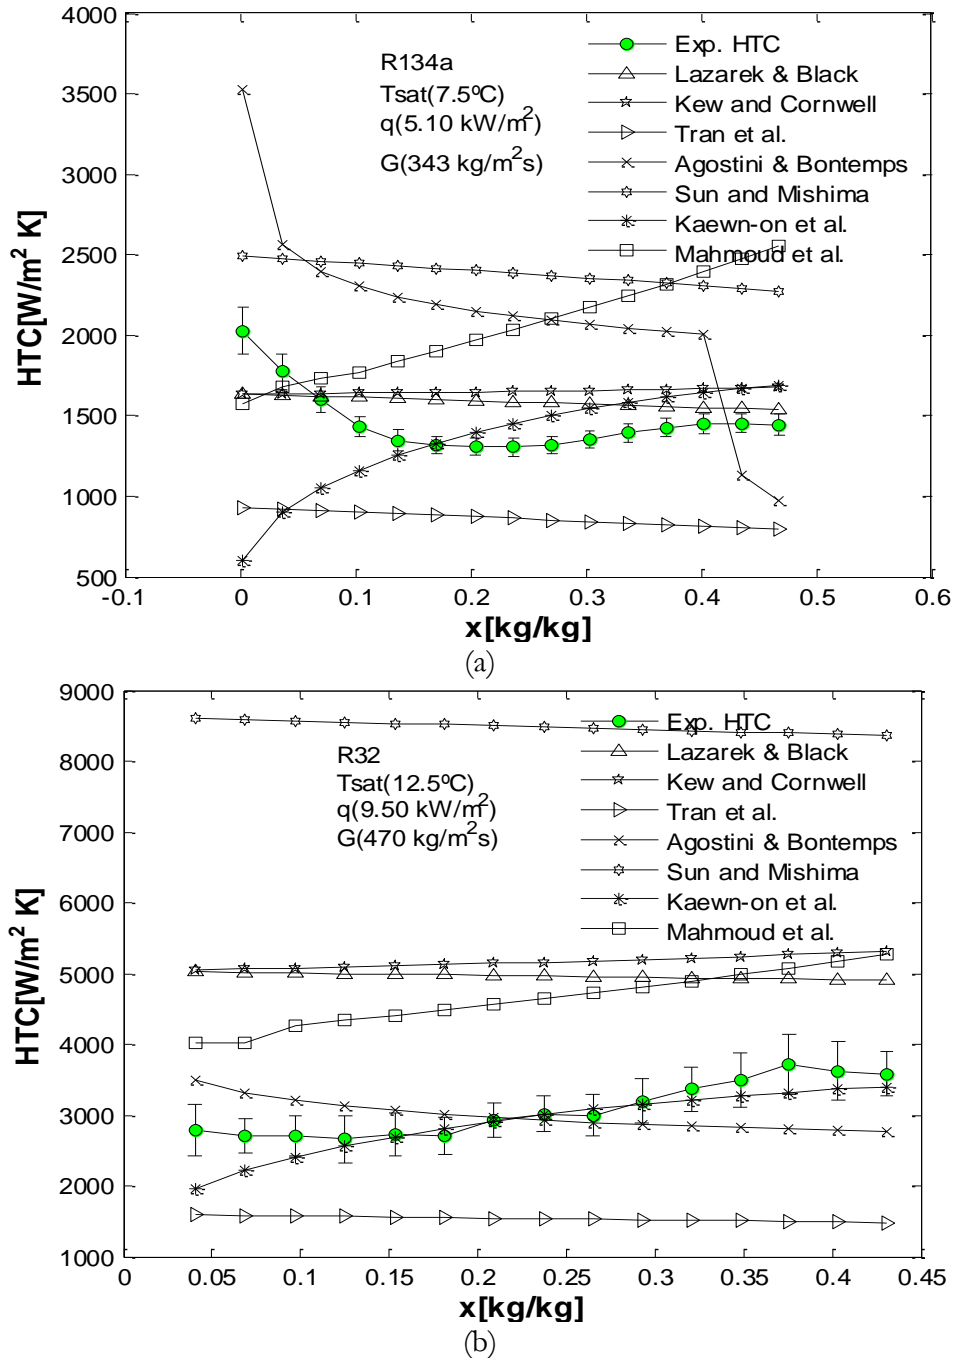 4000
3500
3000
2500
2000
1500
1000
500
HTC[W/m² K]
R134a
Tsat(7.5ºC)
q(5.10 kW/m²)
G(343 kg/m²s)
Exp. HTC
Lazarek & Black
Kew and Cornwell
Tran et al.
Agostini & Bontemps
Sun and Mishima
Kaewn-on et al.
Mahmoud et al.
-0.1 0 0.1 0.2 0.3 0.4 0.5 0.6
x[kg/kg]
(a)
9000
8000
7000
6000
5000
4000
3000
2000
1000
HTC[W/m² K]
R32
Tsat(12.5ºC)
q(9.50 kW/m²)
G(470 kg/m²s)
Exp. HTC
Lazarek & Black
Kew and Cornwell
Tran et al.
Agostini & Bontemps
Sun and Mishima
Kaewn-on et al.
Mahmoud et al.
0 0.05 0.1 0.15 0.2 0.25 0.3 0.35 0.4 0.45
x[kg/kg]
(b)